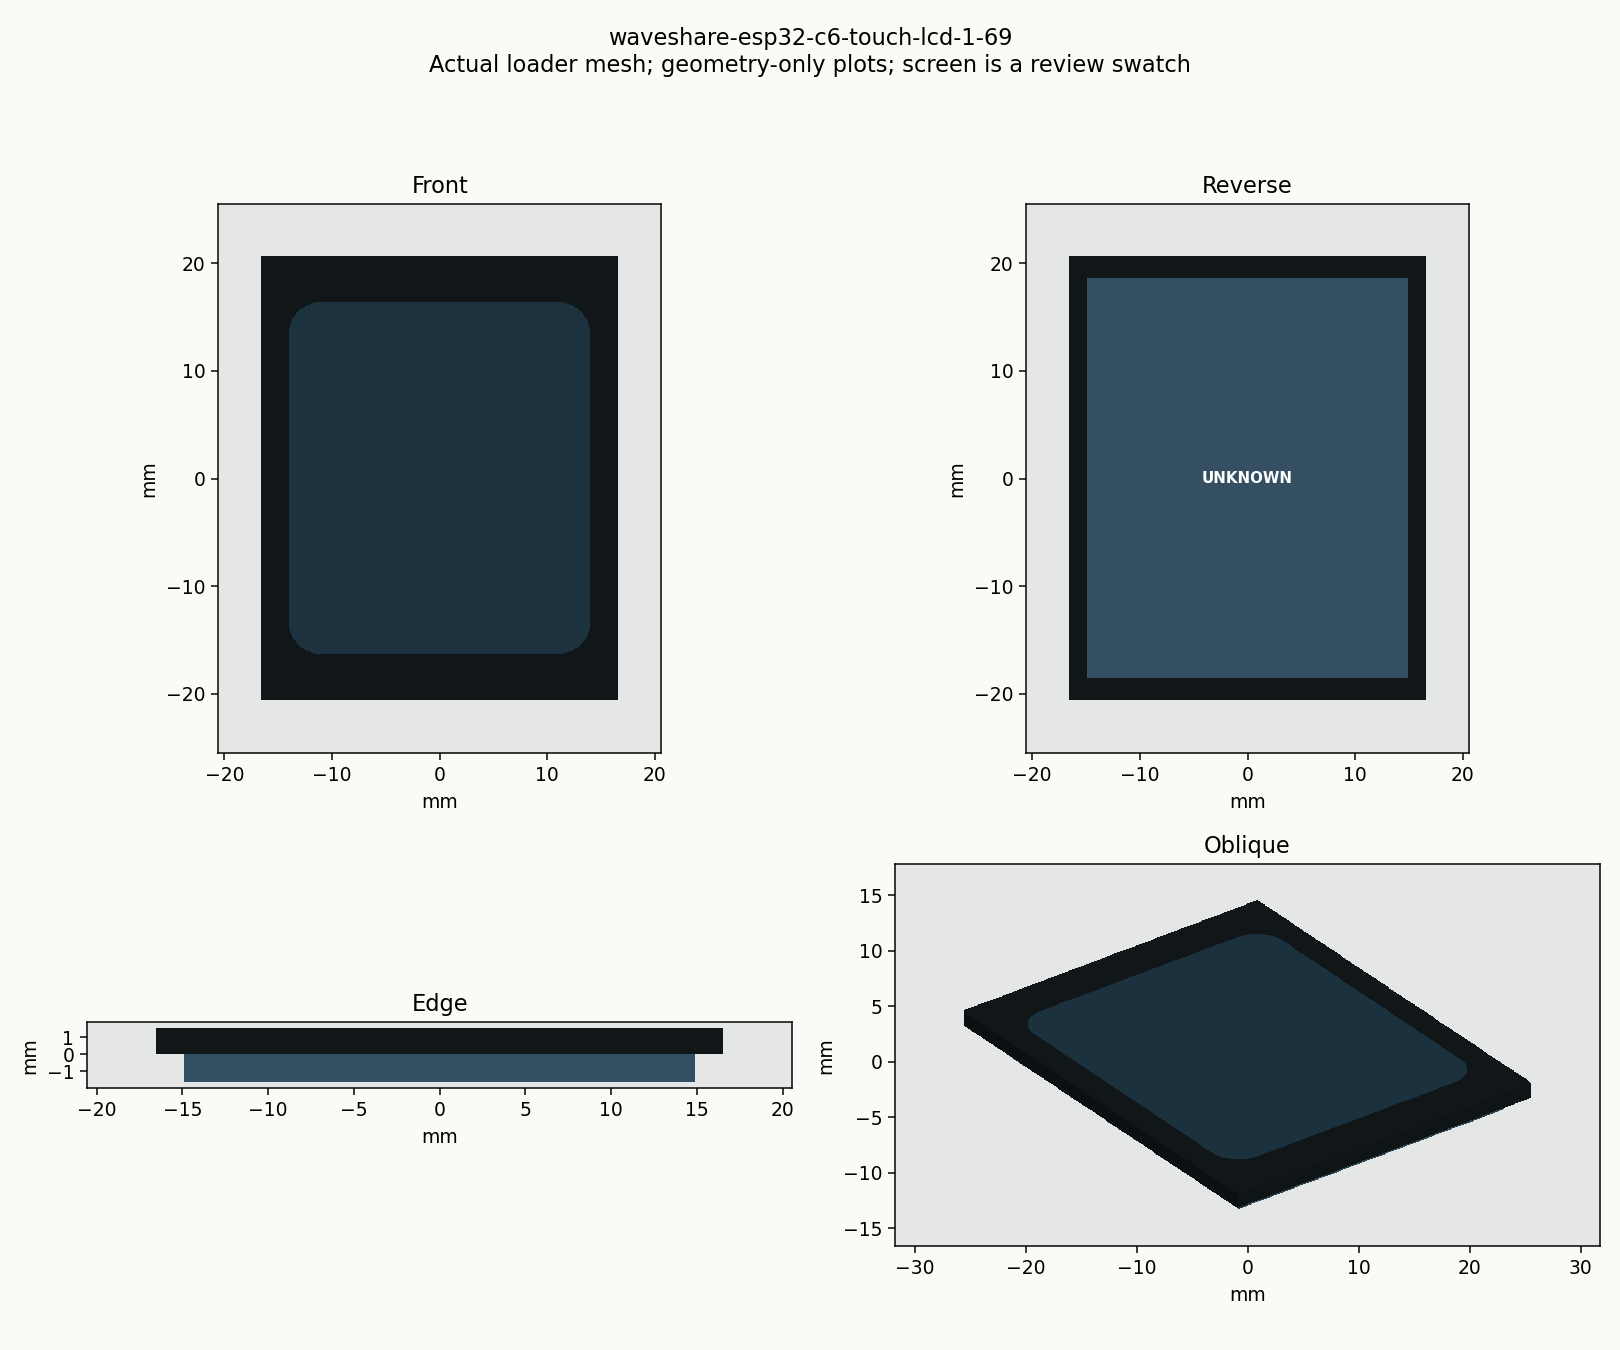 waveshare-esp32-c6-touch-lcd-1-69
Actual loader mesh; geometry-only plots; screen is a review swatch
Front
20
10
0
−10
−20
mm
−20 −10 0 10 20
mm
Reverse
20
10
0
−10
−20
mm
UNKNOWN
−20 −10 0 10 20
mm
Edge
1
0
−1
mm
−20 −15 −10 −5 0 5 10 15 20
mm
Oblique
15
10
5
0
−5
−10
−15
mm
−30 −20 −10 0 10 20 30
mm